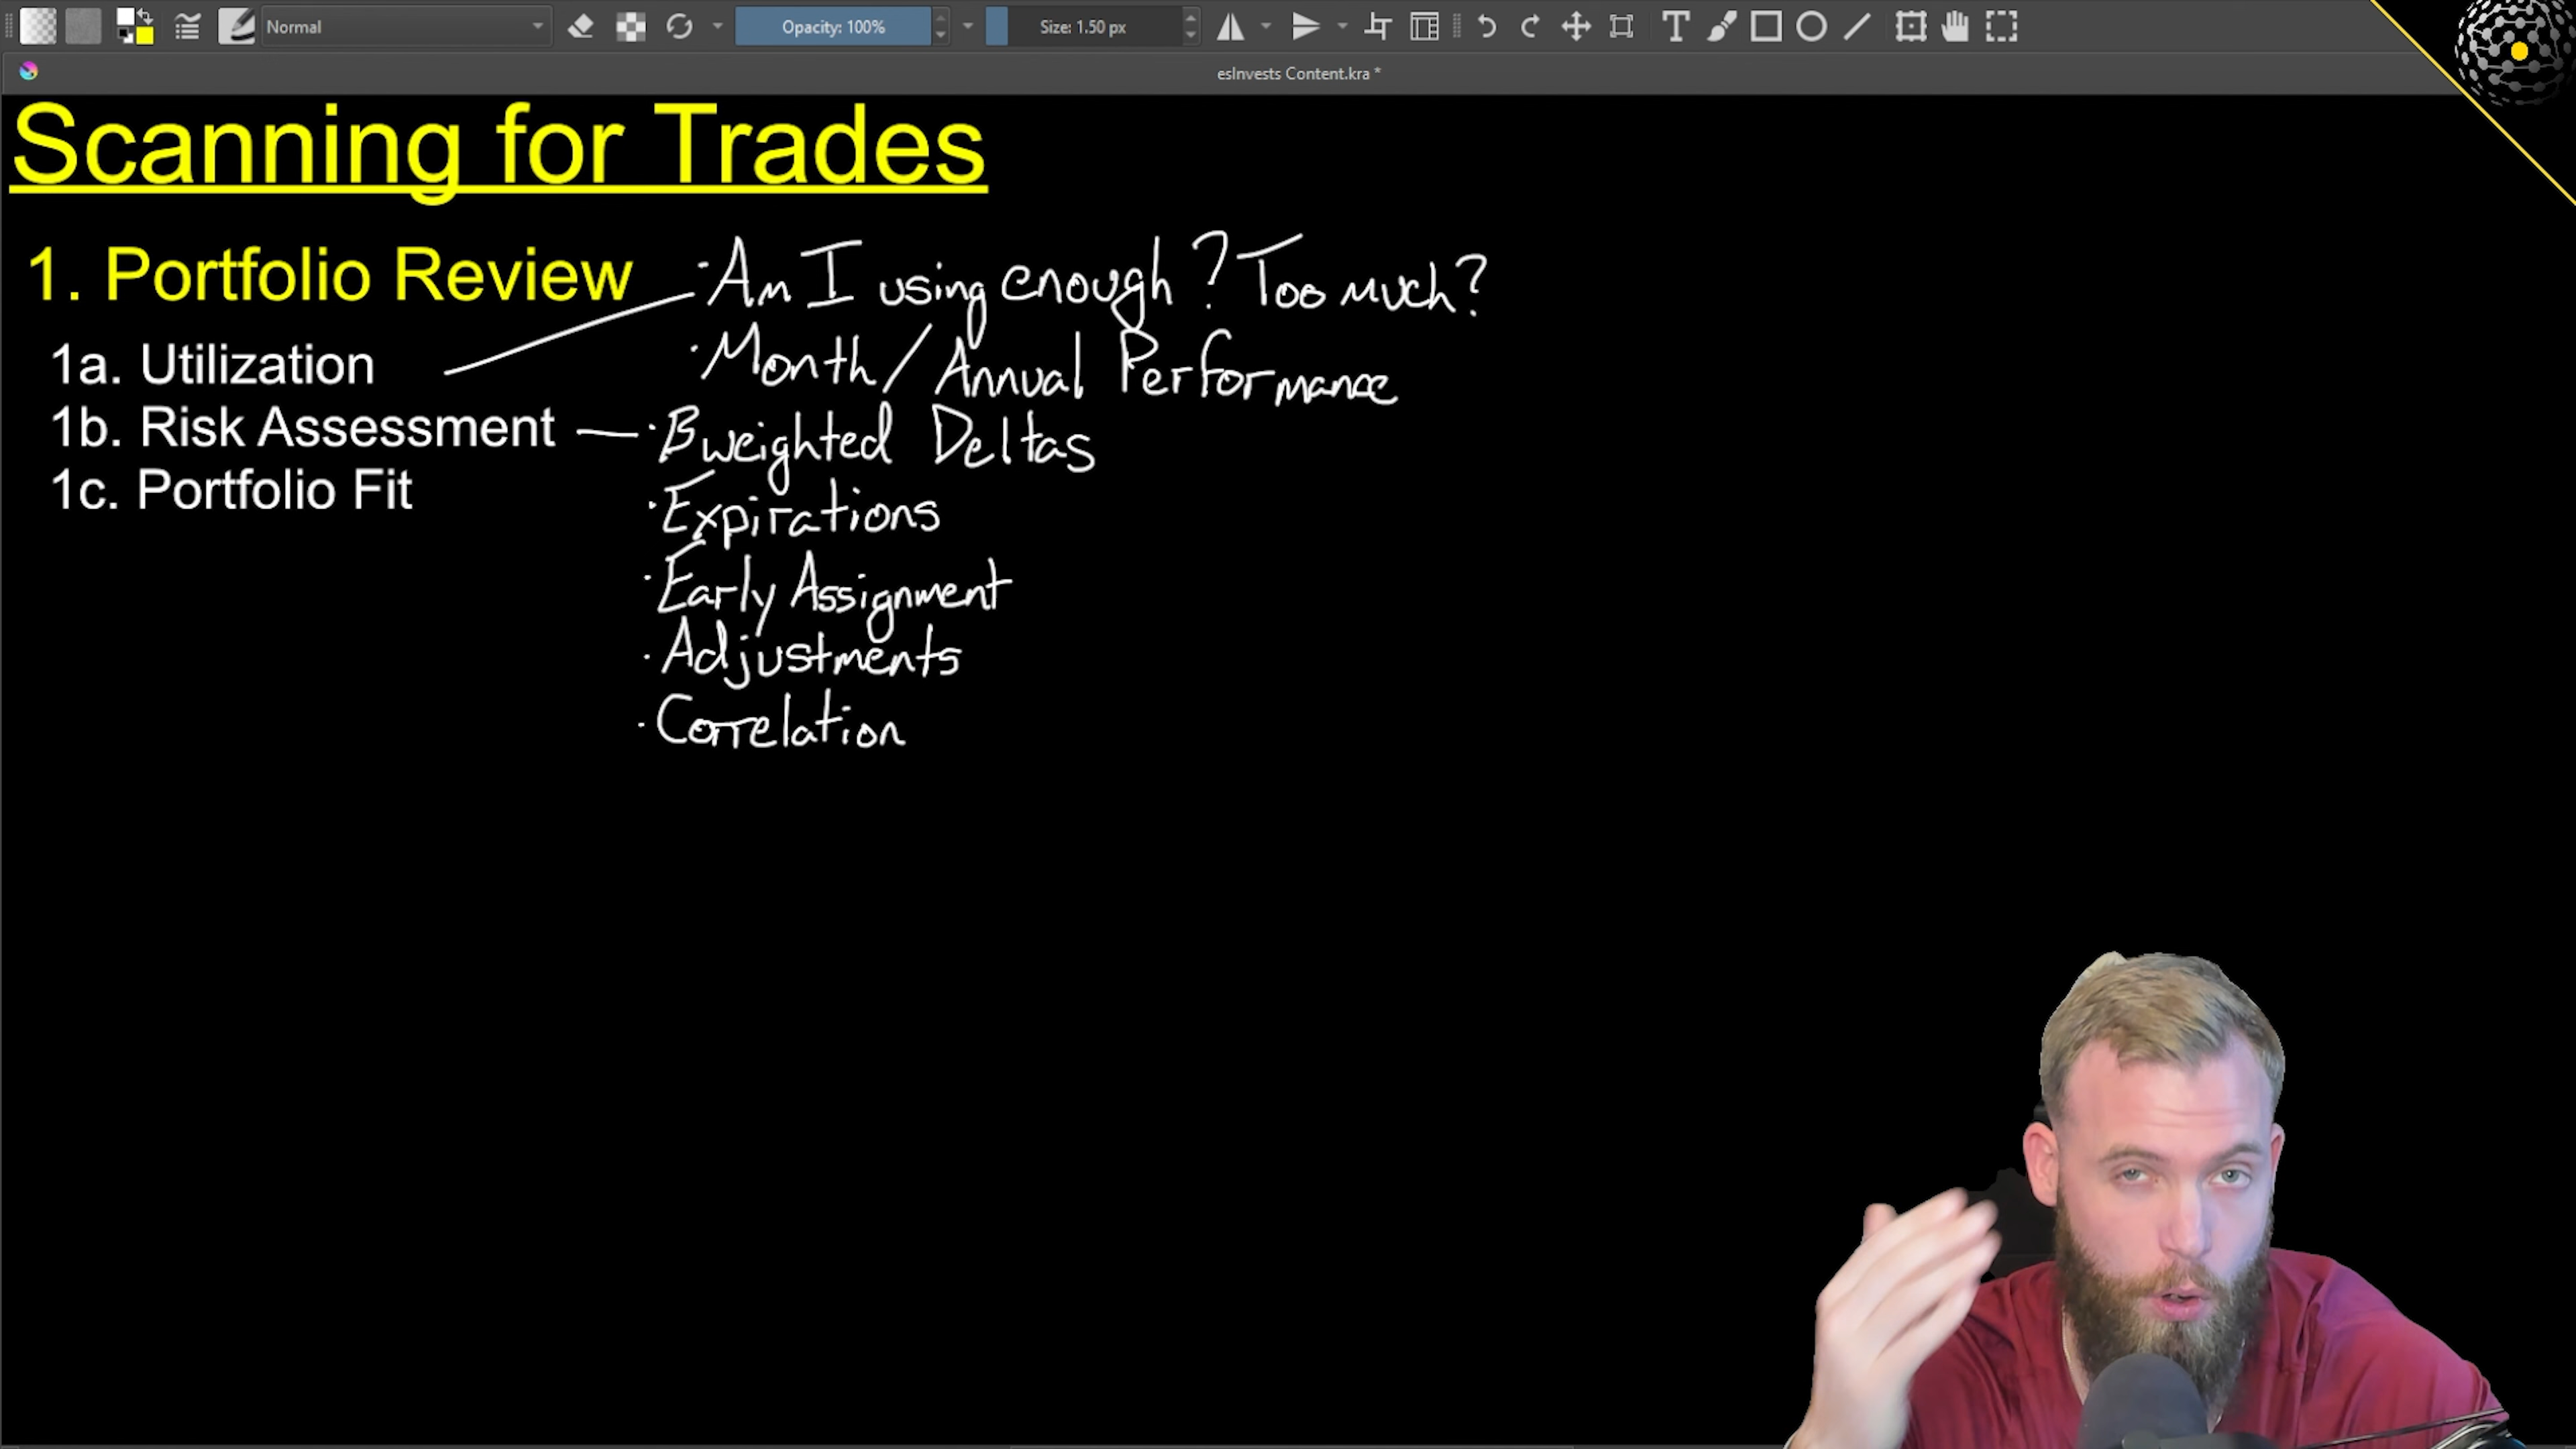 Normal
Opacity: 100%
Size: 1.50 px
esInvests Content.kra *
Scanning for Trades
1. Portfolio Review
· Am I using enough? Too much?
· Month/Annual Performance
1a. Utilization
1b. Risk Assessment
1c. Portfolio Fit
· B weighted Deltas
· Expirations
· Early Assignment
· Adjustments
· Correlation